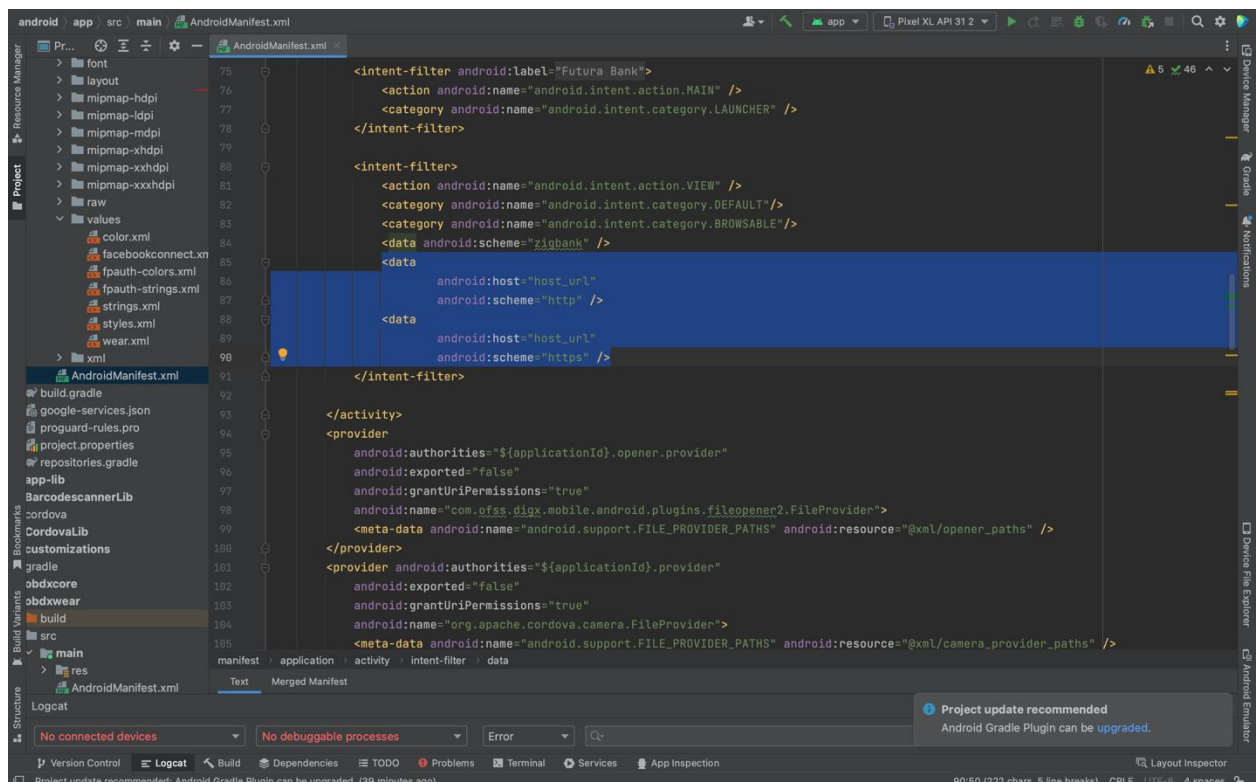 android › app › src › main › AndroidManifest.xml
app
Pixel XL API 31 2
Pr...
AndroidManifest.xml
Resource Manager
Project
Bookmarks
Build Variants
Structure
font
layout
mipmap-hdpi
mipmap-ldpi
mipmap-mdpi
mipmap-xhdpi
mipmap-xxhdpi
mipmap-xxxhdpi
raw
values
color.xml
facebookconnect.xm
fpauth-colors.xml
fpauth-strings.xml
strings.xml
styles.xml
wear.xml
xml
AndroidManifest.xml
build.gradle
google-services.json
proguard-rules.pro
project.properties
repositories.gradle
app-lib
BarcodescannerLib
cordova
CordovaLib
customizations
gradle
obdxcore
obdxwear
build
src
main
res
AndroidManifest.xml
5 46
75 <intent-filter android:label="Futura Bank">
76 <action android:name="android.intent.action.MAIN" />
77 <category android:name="android.intent.category.LAUNCHER" />
78 </intent-filter>
79
80 <intent-filter>
81 <action android:name="android.intent.action.VIEW" />
82 <category android:name="android.intent.category.DEFAULT"/>
83 <category android:name="android.intent.category.BROWSABLE"/>
84 <data android:scheme="zigbank" />
85 <data
86 android:host="host_url"
87 android:scheme="http" />
88 <data
89 android:host="host_url"
90 android:scheme="https" />
91 </intent-filter>
92
93 </activity>
94 <provider
95 android:authorities="${applicationId}.opener.provider"
96 android:exported="false"
97 android:grantUriPermissions="true"
98 android:name="com.ofss.digx.mobile.android.plugins.fileopener2.FileProvider">
99 <meta-data android:name="android.support.FILE_PROVIDER_PATHS" android:resource="@xml/opener_paths" />
100 </provider>
101 <provider android:authorities="${applicationId}.provider"
102 android:exported="false"
103 android:grantUriPermissions="true"
104 android:name="org.apache.cordova.camera.FileProvider">
105 <meta-data android:name="android.support.FILE_PROVIDER_PATHS" android:resource="@xml/camera_provider_paths" />
manifest › application › activity › intent-filter › data
Text Merged Manifest
Device Manager
Gradle
Notifications
Device File Explorer
Android Emulator
Logcat
No connected devices
No debuggable processes
Error
Project update recommended
Android Gradle Plugin can be upgraded.
Version Control Logcat Build Dependencies TODO Problems Terminal Services App Inspection Layout Inspector
Project update recommended: Android Gradle Plugin can be upgraded. (39 minutes ago)
90:50 (222 chars, 5 line breaks) CRLF UTF-8 4 spaces